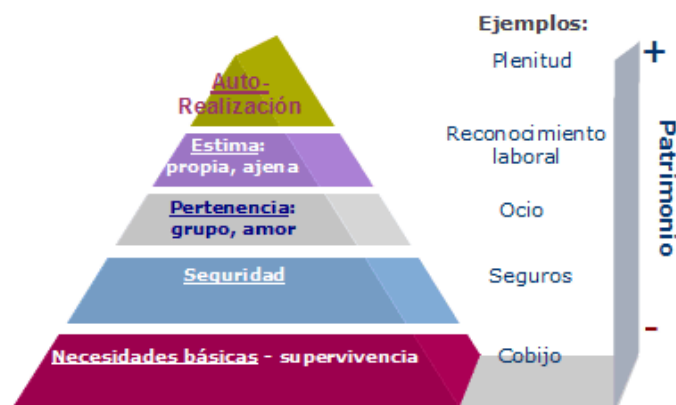 Ejemplos:
Auto-
Realización
Plenitud
Estima:
propia, ajena
Reconocimiento
laboral
Pertenencia:
grupo, amor
Ocio
Seguridad
Seguros
Necesidades básicas - supervivencia
Cobijo
+
Patrimonio
-